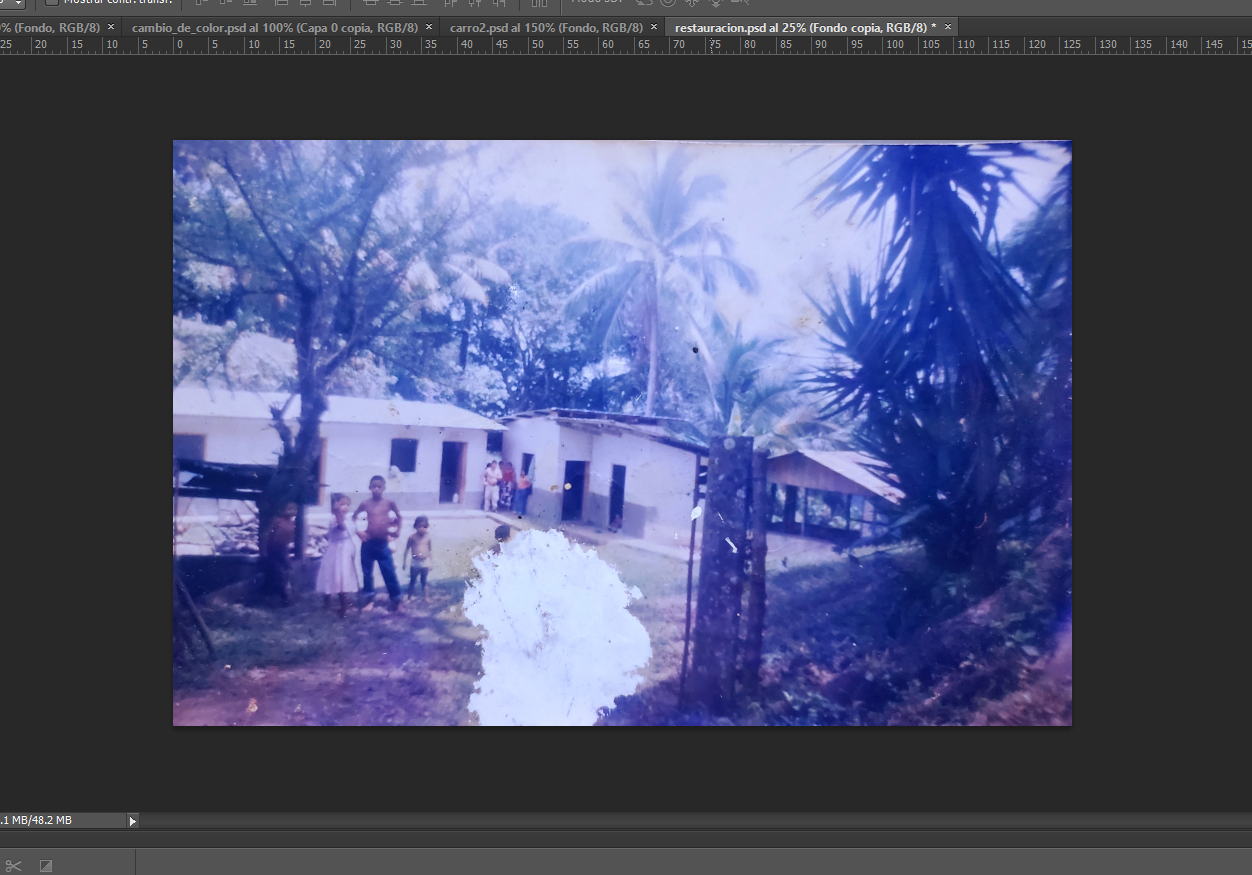 Mostrar contr. transf.
% (Fondo, RGB/8) × cambio_de_color.psd al 100% (Capa 0 copia, RGB/8) × carro2.psd al 150% (Fondo, RGB/8) × restauracion.psd al 25% (Fondo copia, RGB/8) * ×
25 20 15 10 5 0 5 10 15 20 25 30 35 40 45 50 55 60 65 70 75 80 85 90 95 100 105 110 115 120 125 130 135 140 145 15
.1 MB/48.2 MB